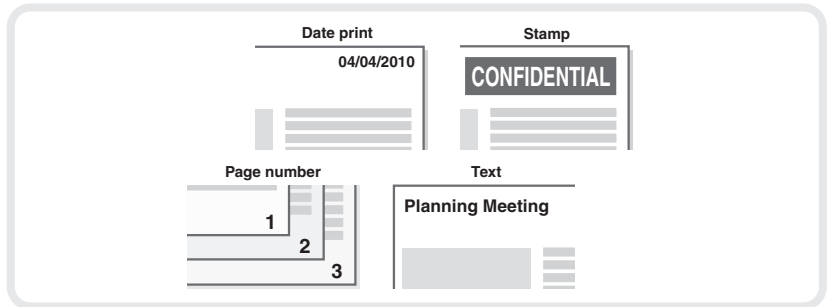 Date print
04/04/2010
Stamp
CONFIDENTIAL
Page number
1
2
3
Text
Planning Meeting